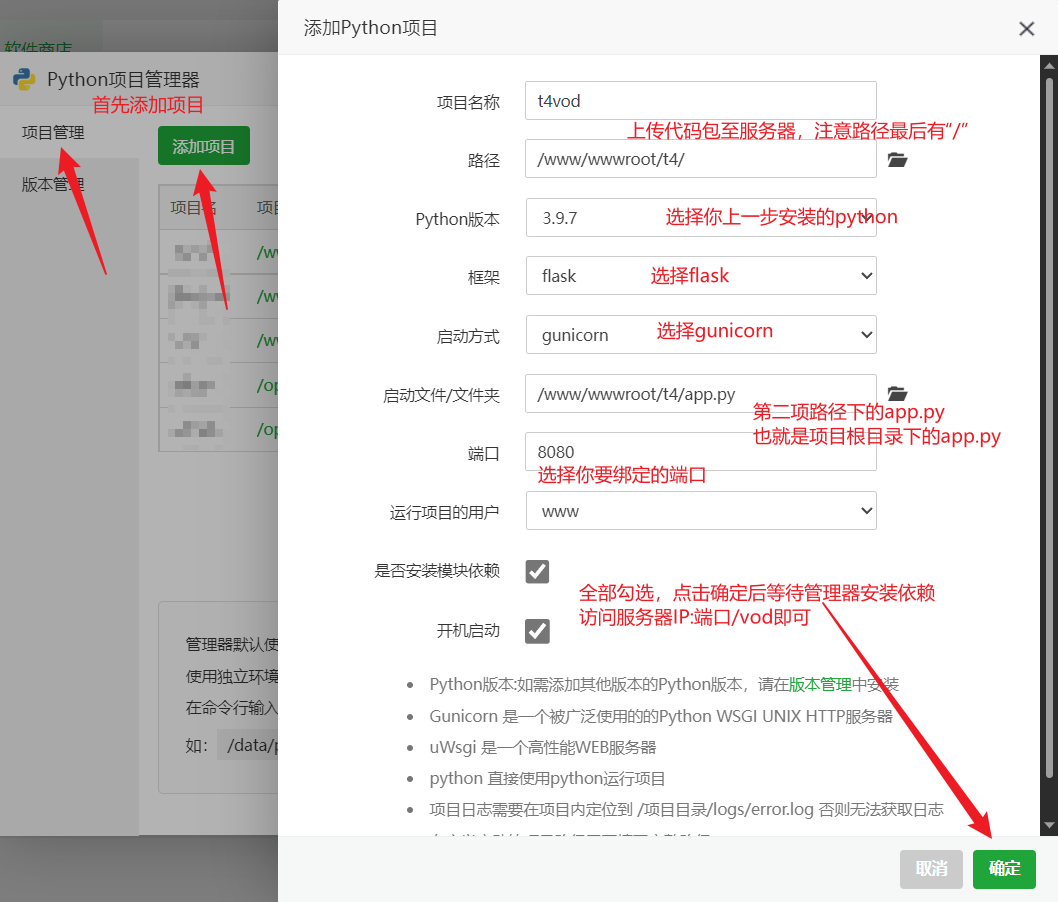 软件商店
Python项目管理器
首先添加项目
项目管理
添加项目
版本管理
项目名
/ww
/ww
/ww
/op
/op
管理器默认使
使用独立环境
在命令行输入
如：
/data/p
添加Python项目
项目名称
t4vod
上传代码包至服务器，注意路径最后有“/”
路径
/www/wwwroot/t4/
Python版本
3.9.7
选择你上一步安装的python
框架
flask
选择flask
启动方式
gunicorn
选择gunicorn
启动文件/文件夹
/www/wwwroot/t4/app.py
第二项路径下的app.py
也就是项目根目录下的app.py
端口
8080
选择你要绑定的端口
运行项目的用户
www
是否安装模块依赖
全部勾选，点击确定后等待管理器安装依赖
访问服务器IP:端口/vod即可
开机启动
Python版本:如需添加其他版本的Python版本，请在版本管理中安装
Gunicorn 是一个被广泛使用的的Python WSGI UNIX HTTP服务器
uWsgi 是一个高性能WEB服务器
python 直接使用python运行项目
项目日志需要在项目内定位到 /项目目录/logs/error.log 否则无法获取日志
取消
确定